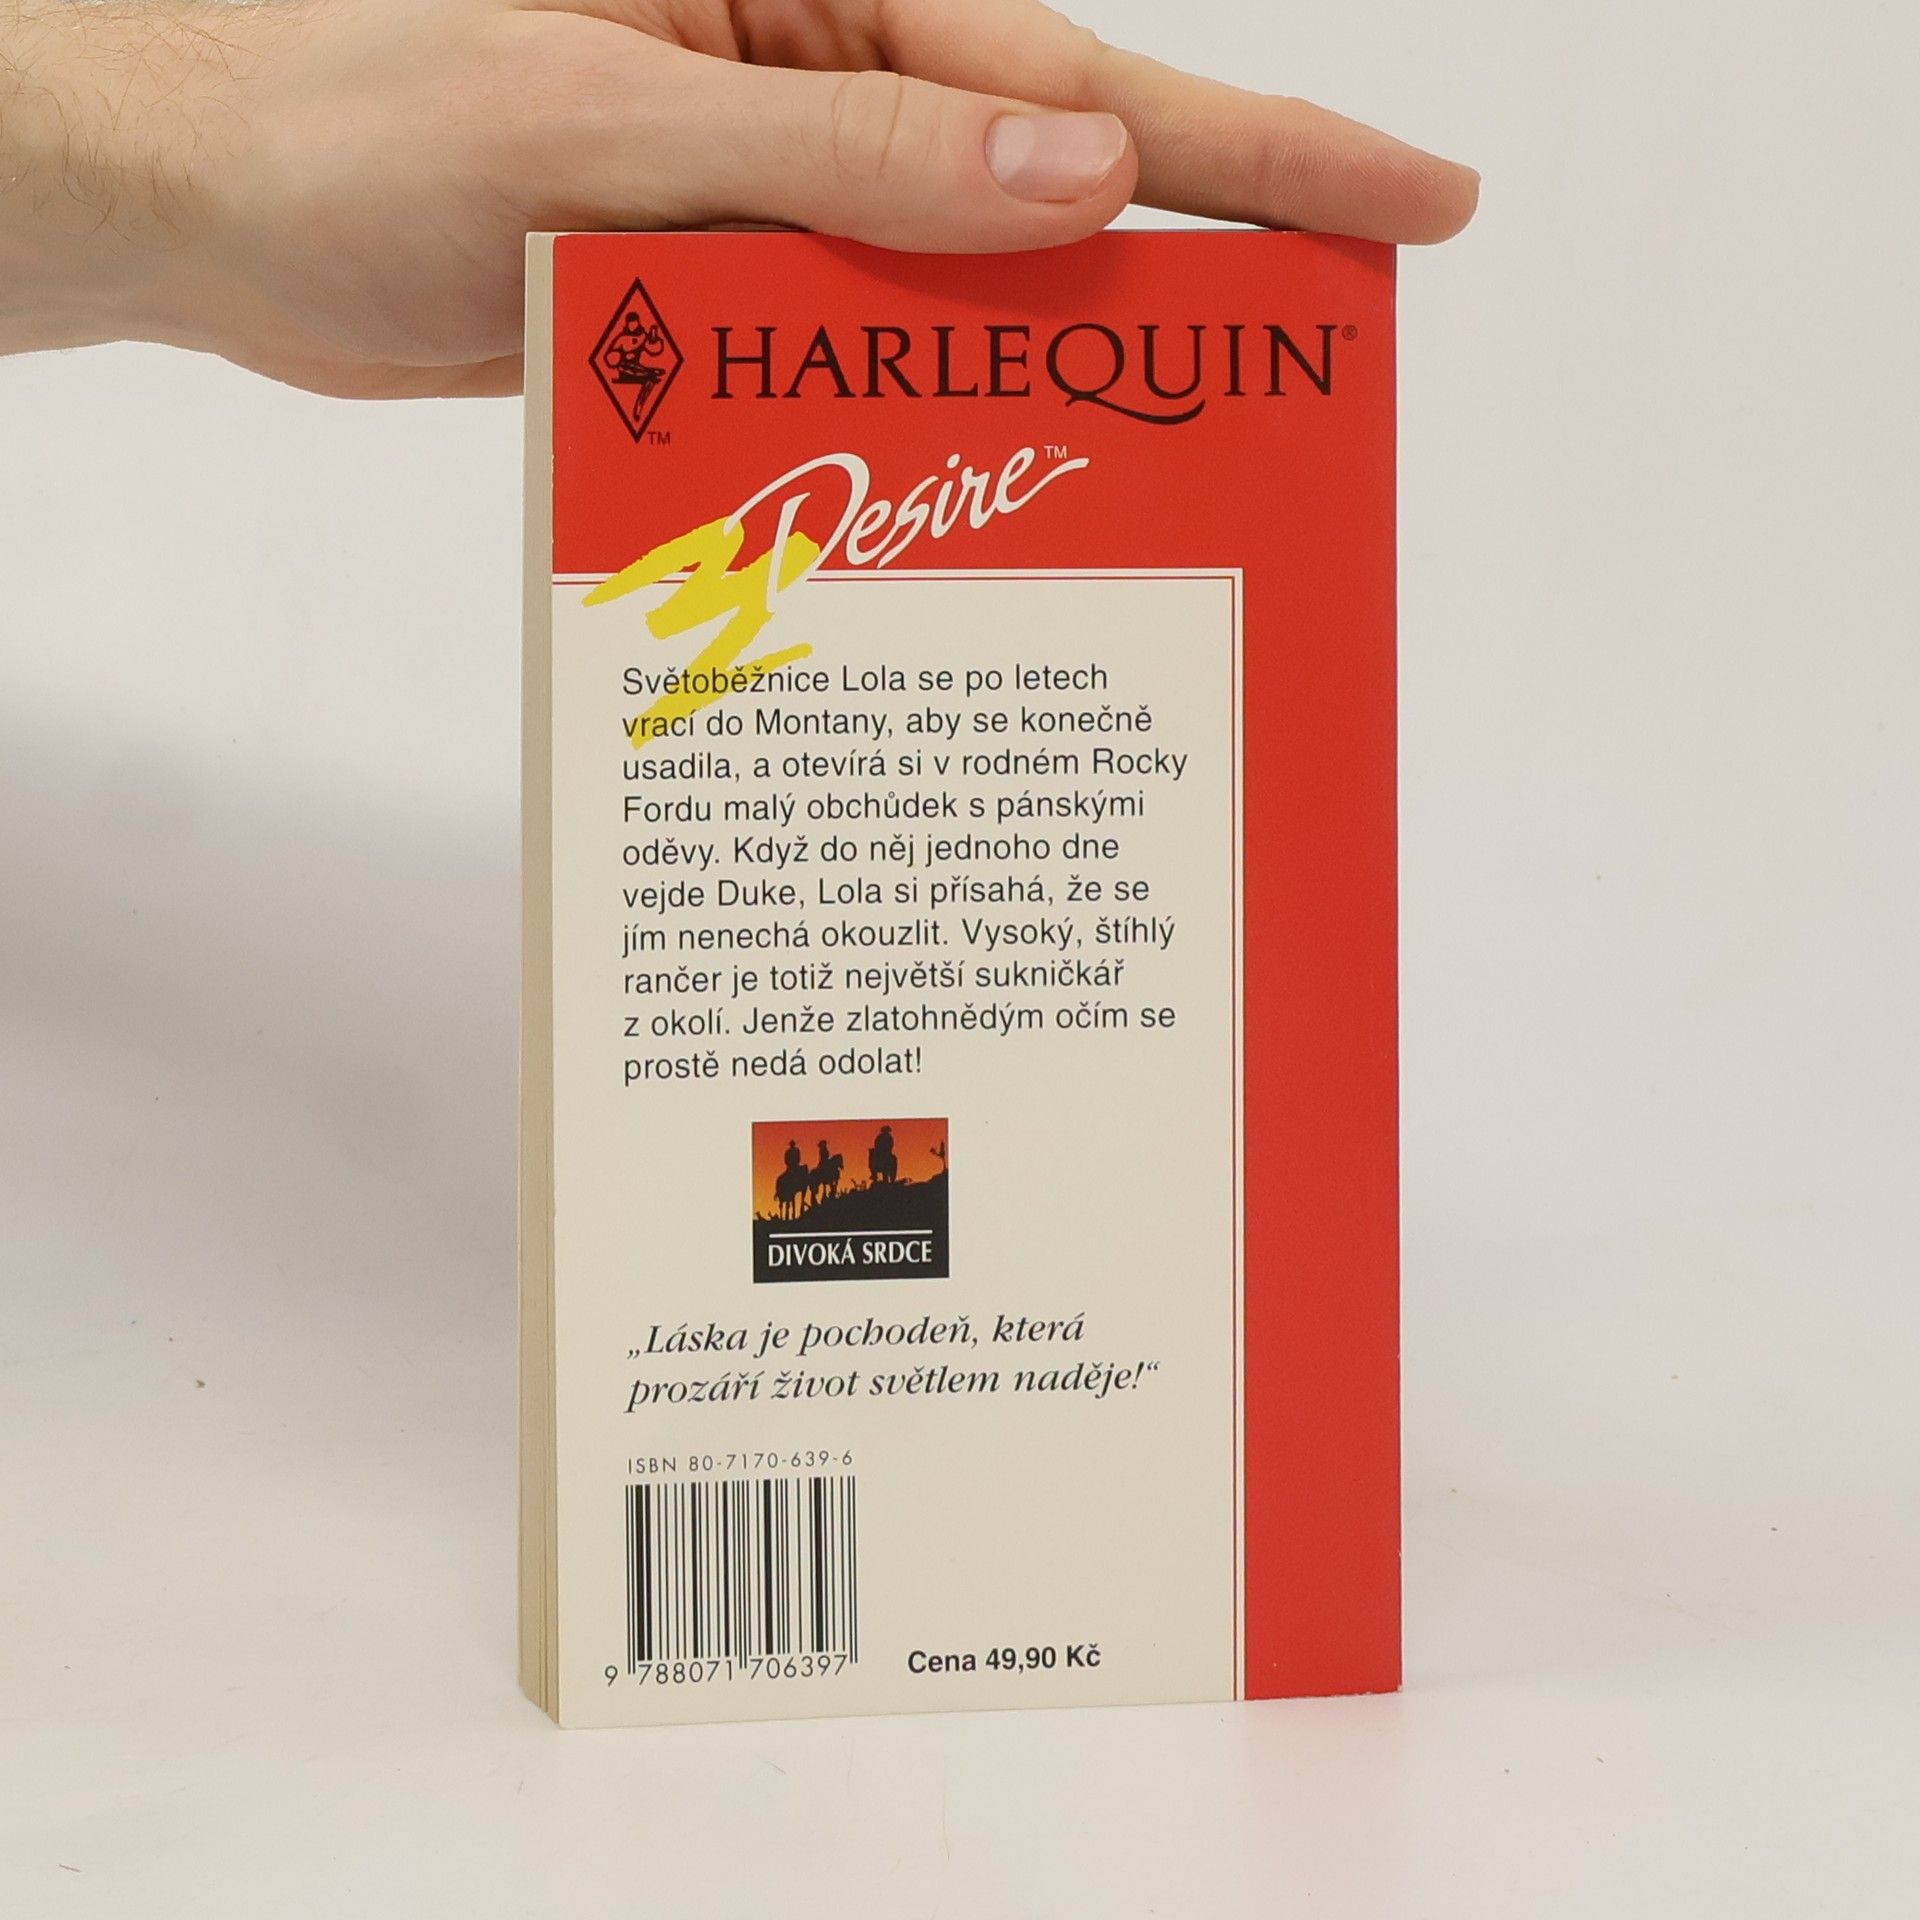 HARLEQUIN®
TM
Desire™
Světoběžnice Lola se po letech
vrací do Montany, aby se konečně
usadila, a otevírá si v rodném Rocky
Fordu malý obchůdek s pánskými
oděvy. Když do něj jednoho dne
vejde Duke, Lola si přísahá, že se
jím nenechá okouzlit. Vysoký, štíhlý
rančer je totiž největší sukničkář
z okolí. Jenže zlatohnědým očím se
prostě nedá odolat!
DIVOKÁ SRDCE
„Láska je pochodeň, která
prozáří život světlem naděje!“
ISBN 80-7170-639-6
9 788071 706397
Cena 49,90 Kč